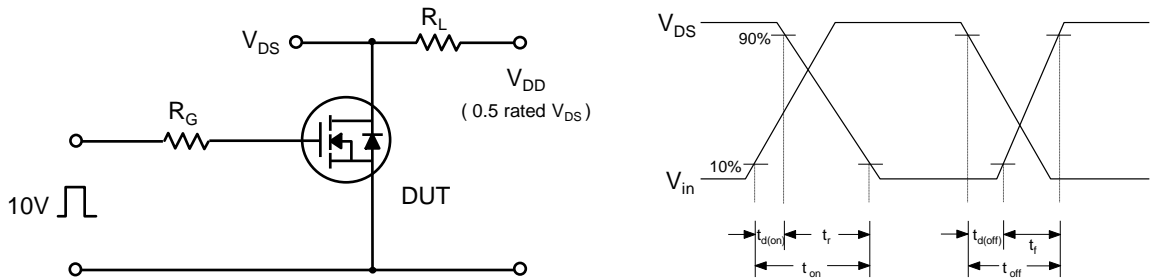 R_L
V_DS
V_DD
( 0.5 rated V_DS )
R_G
DUT
10V
V_DS
90%
10%
V_in
t_d(on)
t_r
t_on
t_d(off)
t_f
t_off